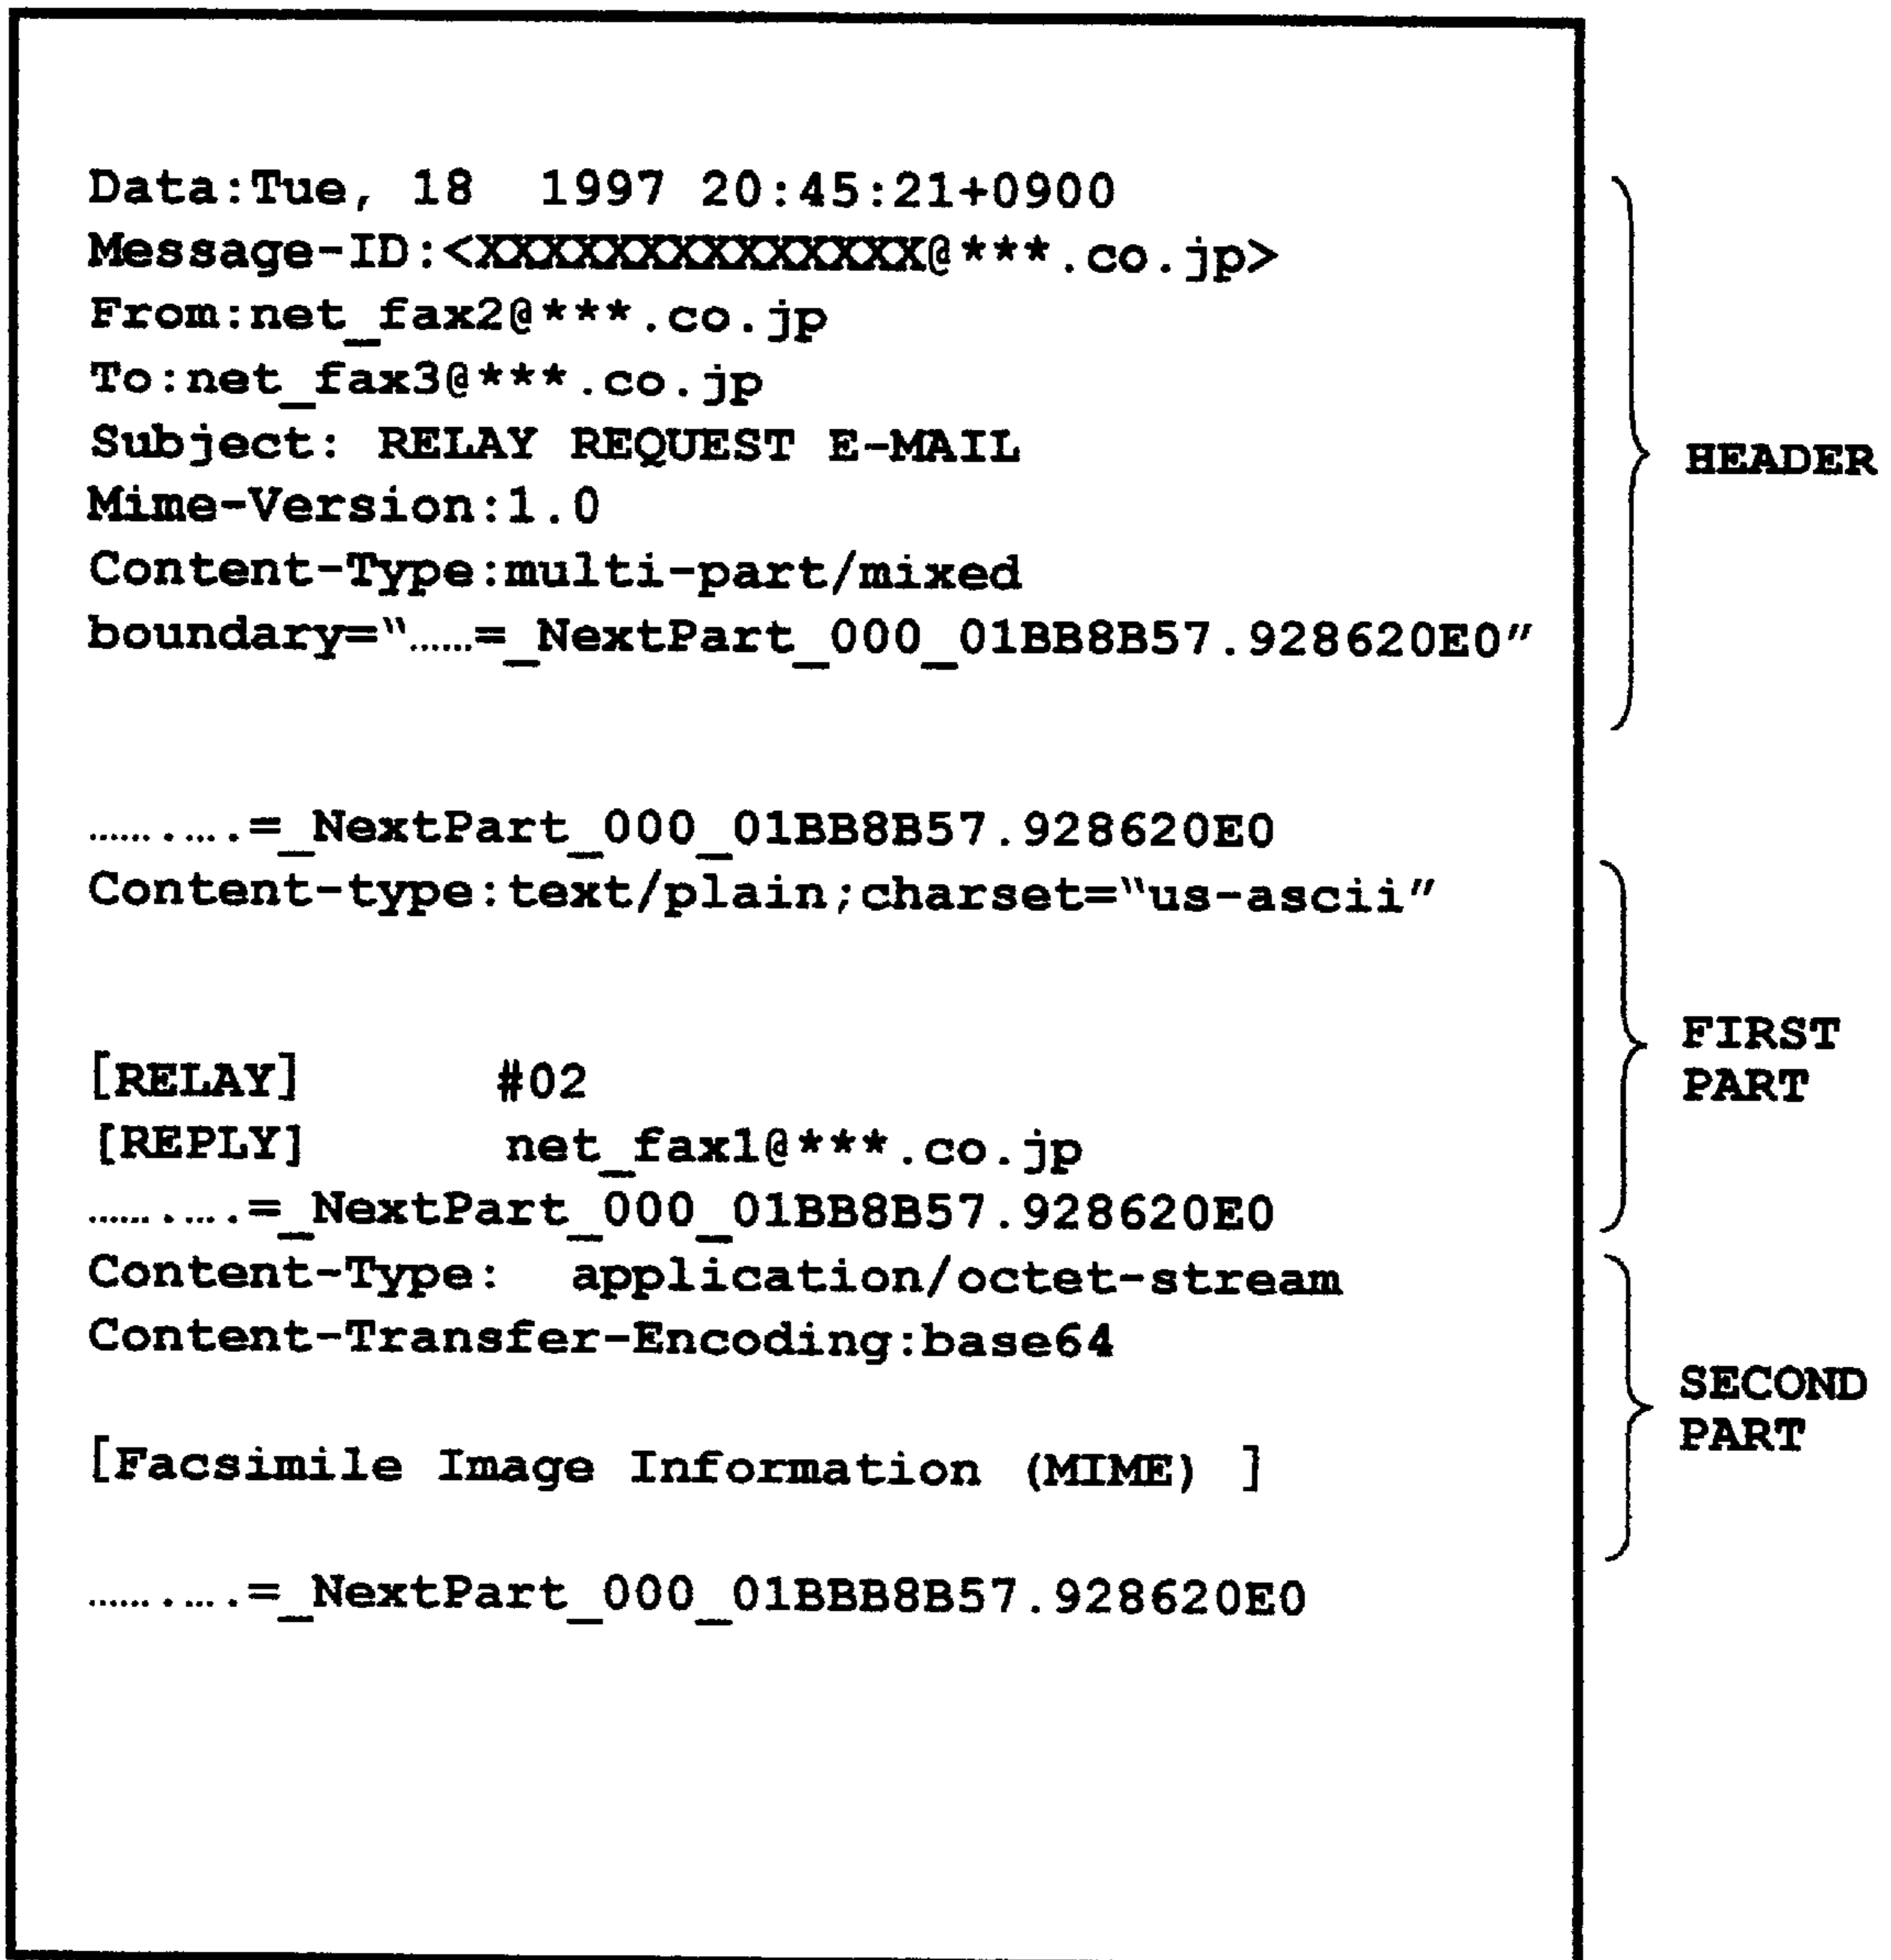 Data:Tue, 18 1997 20:45:21+0900
Message-ID:<XXXXXXXXXXXXXXXX@***.co.jp>
From:net_fax2@***.co.jp
To:net_fax3@***.co.jp
Subject: RELAY REQUEST E-MAIL
Mime-Version:1.0
Content-Type:multi-part/mixed
boundary="......=_NextPart_000_01BB8B57.928620E0"
HEADER
..........=_NextPart_000_01BB8B57.928620E0
Content-type:text/plain;charset="us-ascii"
[RELAY] #02
[REPLY] net_fax1@***.co.jp
..........=_NextPart_000_01BB8B57.928620E0
FIRST
PART
Content-Type: application/octet-stream
Content-Transfer-Encoding:base64
[Facsimile Image Information (MIME) ]
SECOND
PART
..........=_NextPart_000_01BBB8B57.928620E0